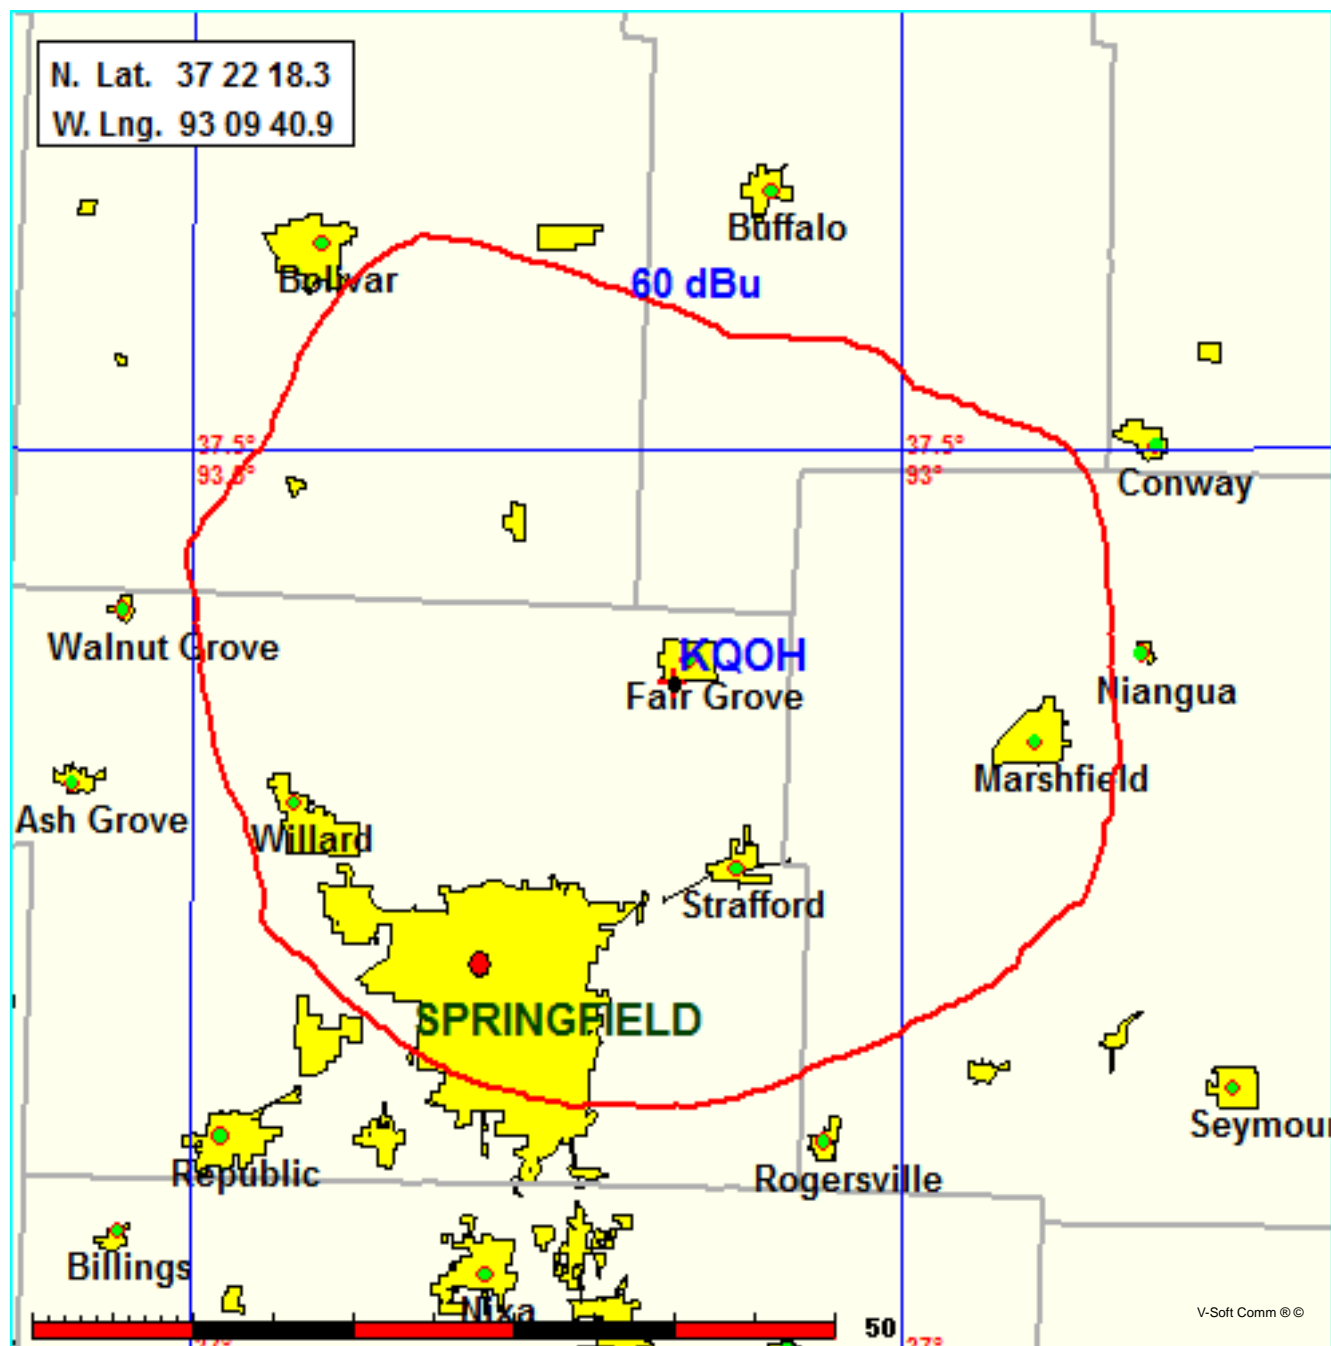 N. Lat. 37 22 18.3
W. Lng. 93 09 40.9
Buffalo
Bolivar
60 dBu
37.5°
93.5°
37.5°
93°
Conway
Walnut Grove
KQOH
Fair Grove
Niangua
Marshfield
Ash Grove
Willard
Strafford
SPRINGFIELD
Seymour
Republic
Rogersville
Billings
Nixa
V-Soft Comm ® ©
50
37°
37°